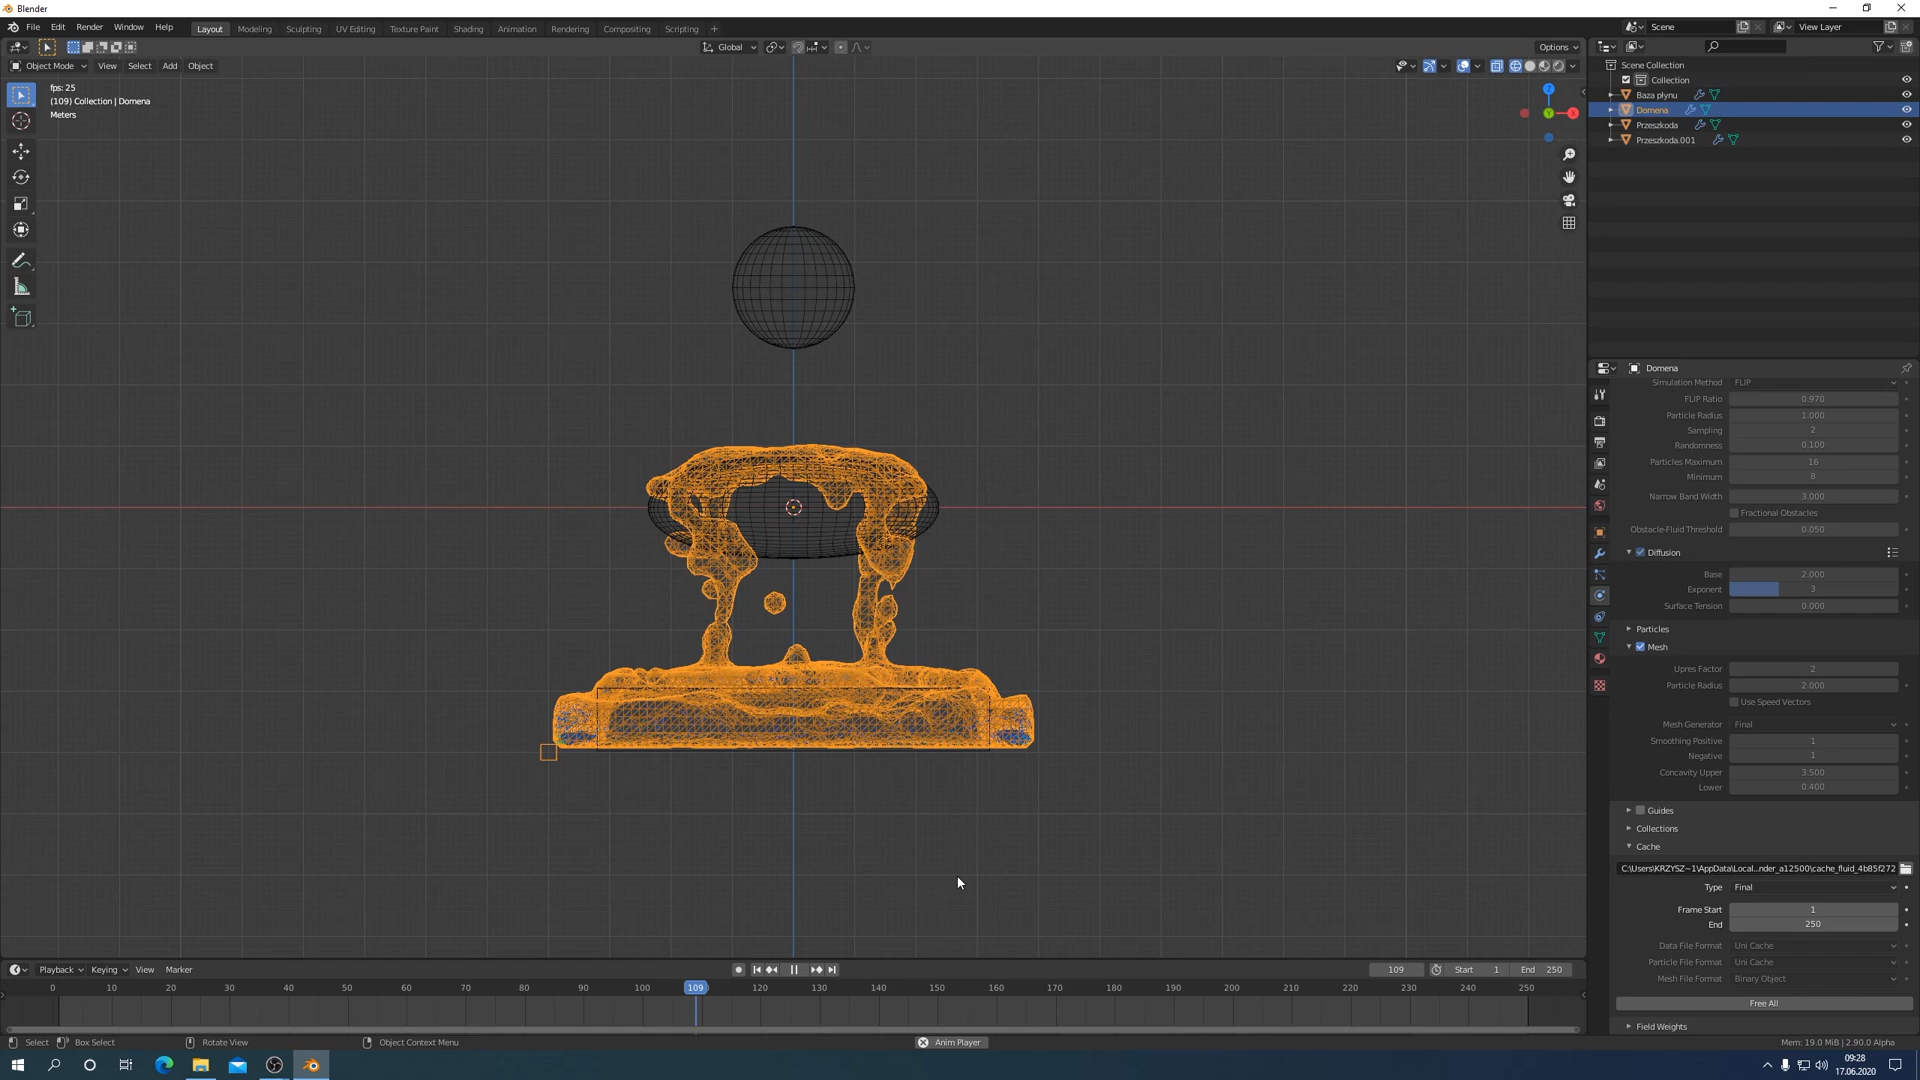 Blender
File Edit Render Window Help
Layout Modeling Sculpting UV Editing Texture Paint Shading Animation Rendering Compositing Scripting +
Scene
View Layer
Global
Options
Object Mode View Select Add Object
fps: 25
(109) Collection | Domena
Meters
Z
Y
X
Scene Collection
Collection
Baza płynu
Domena
Przeszkoda
Przeszkoda.001
Domena
Simulation Method FLIP
FLIP Ratio 0.970
Particle Radius 1.000
Sampling 2
Randomness 0.100
Particles Maximum 16
Minimum 8
Narrow Band Width 3.000
Fractional Obstacles
Obstacle-Fluid Threshold 0.050
Diffusion
Base 2.000
Exponent 3
Surface Tension 0.000
Particles
Mesh
Upres Factor 2
Particle Radius 2.000
Use Speed Vectors
Mesh Generator Final
Smoothing Positive 1
Negative 1
Concavity Upper 3.500
Lower 0.400
Guides
Collections
Cache
C:\Users\KRZYSZ~1\AppData\Local...nder_a12500\cache_fluid_4b85f272
Type Final
Frame Start 1
End 250
Data File Format Uni Cache
Particle File Format Uni Cache
Mesh File Format Binary Object
Free All
Field Weights
Playback Keying View Marker
109 Start 1 End 250
0 10 20 30 40 50 60 70 80 90 100 109 120 130 140 150 160 170 180 190 200 210 220 230 240 250
Select Box Select Rotate View Object Context Menu Anim Player Mem: 19.0 MiB | 2.90.0 Alpha
09:28
17.06.2020